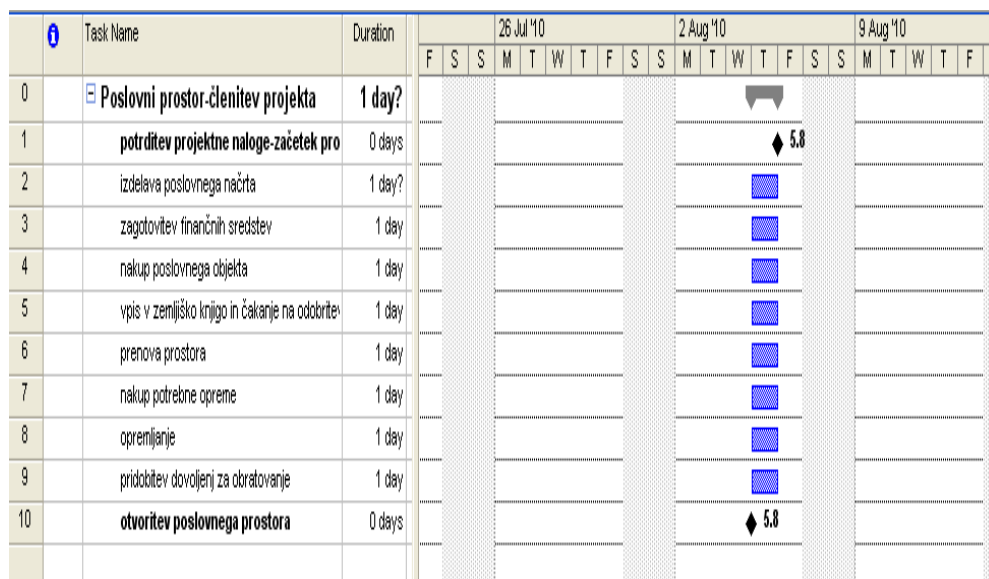 Task Name Duration 26 Jul '10 2 Aug '10 9 Aug '10
F S S M T W T F S S M T W T F S S M T W T F
0 Poslovni prostor-členitev projekta 1 day?
1 potrditev projektne naloge-začetek pro 0 days 5.8
2 izdelava poslovnega načrta 1 day?
3 zagotovitev finančnih sredstev 1 day
4 nakup poslovnega objekta 1 day
5 vpis v zemljiško knjigo in čakanje na odobritev 1 day
6 prenova prostora 1 day
7 nakup potrebne opreme 1 day
8 opremljanje 1 day
9 pridobitev dovoljenj za obratovanje 1 day
10 otvoritev poslovnega prostora 0 days 5.8